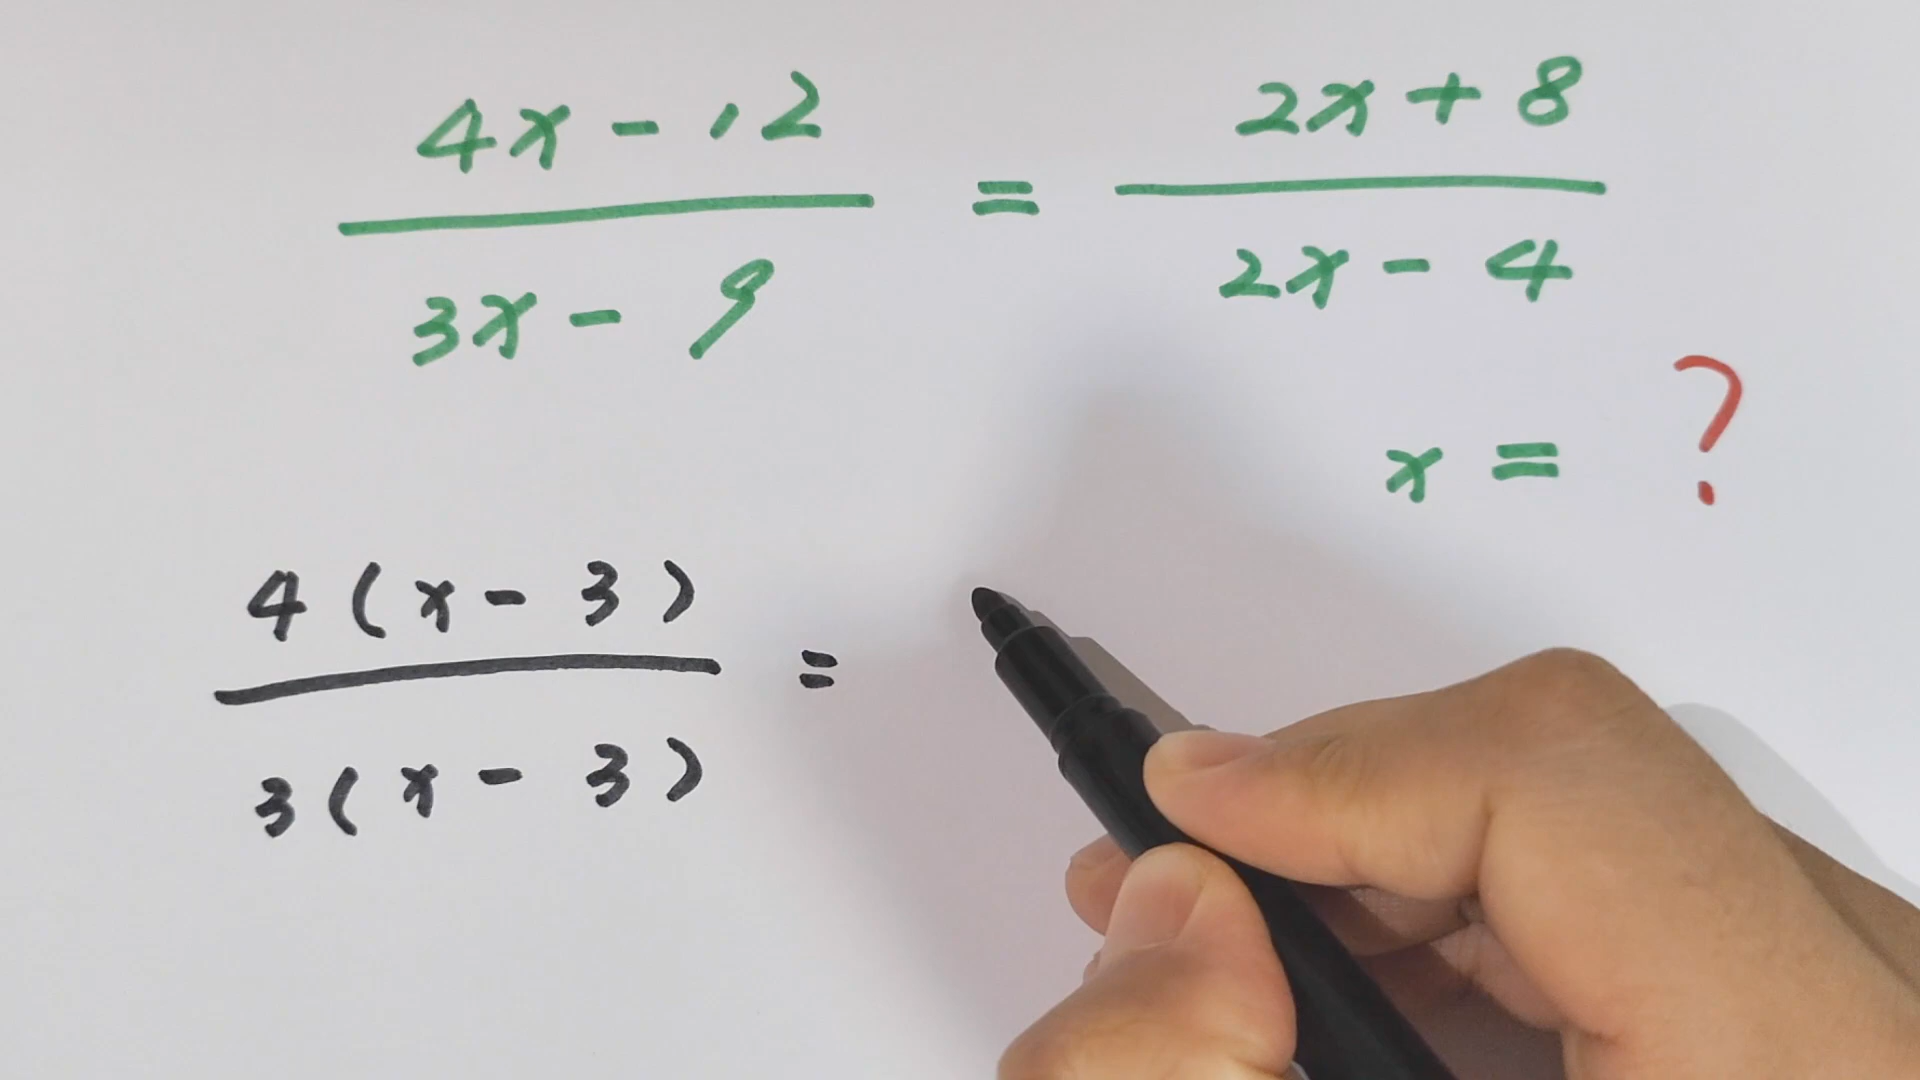 4x - 12 = 2x + 8
3x - 9 2x - 4
x = ?
4(x - 3) =
3(x - 3)